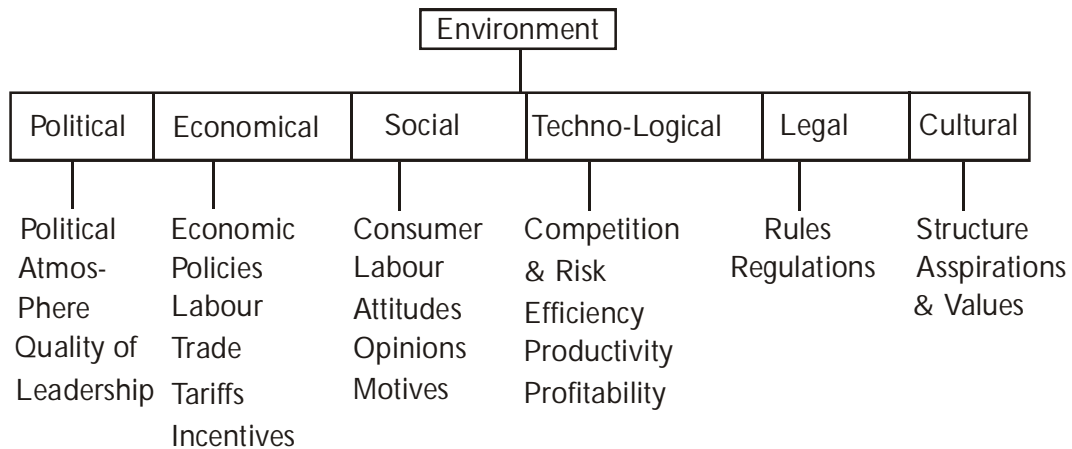 Environment
Political
Economical
Social
Techno-Logical
Legal
Cultural
Political
Atmos-
Phere
Quality of
Leadership
Economic
Policies
Labour
Trade
Tariffs
Incentives
Consumer
Labour
Attitudes
Opinions
Motives
Competition
& Risk
Efficiency
Productivity
Profitability
Rules
Regulations
Structure
Asspirations
& Values